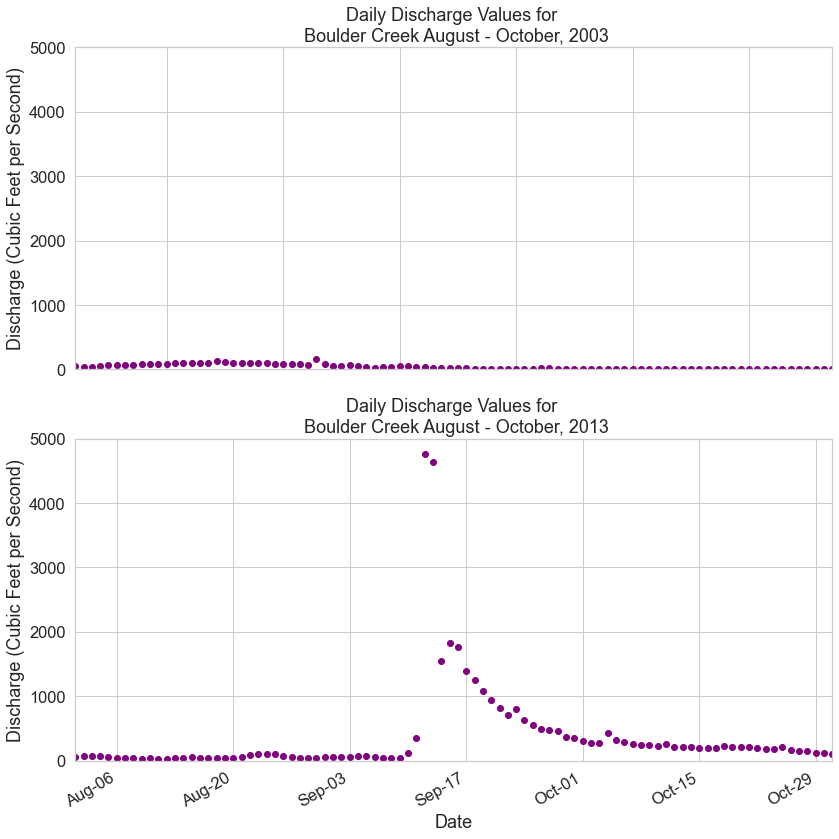 Daily Discharge Values for
Boulder Creek August - October, 2003
5000
4000
3000
2000
1000
0
Discharge (Cubic Feet per Second)
Daily Discharge Values for
Boulder Creek August - October, 2013
5000
4000
3000
2000
1000
0
Discharge (Cubic Feet per Second)
Aug-06
Aug-20
Sep-03
Sep-17
Oct-01
Oct-15
Oct-29
Date